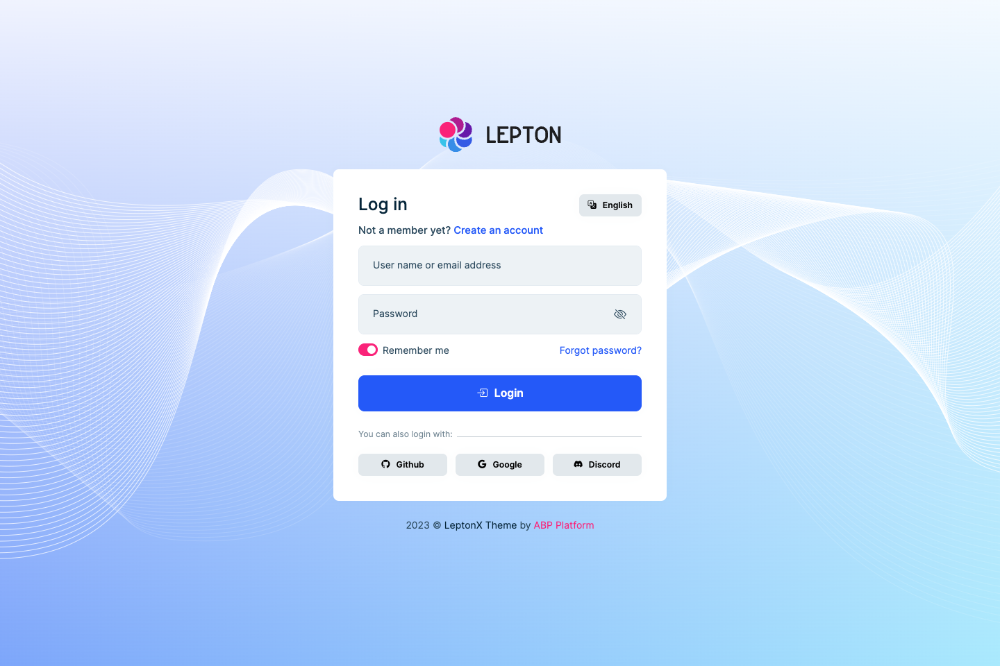 LEPTON
Log in
English
Not a member yet? Create an account
User name or email address
Password
Remember me
Forgot password?
Login
You can also login with:
Github
Google
Discord
2023 © LeptonX Theme by ABP Platform